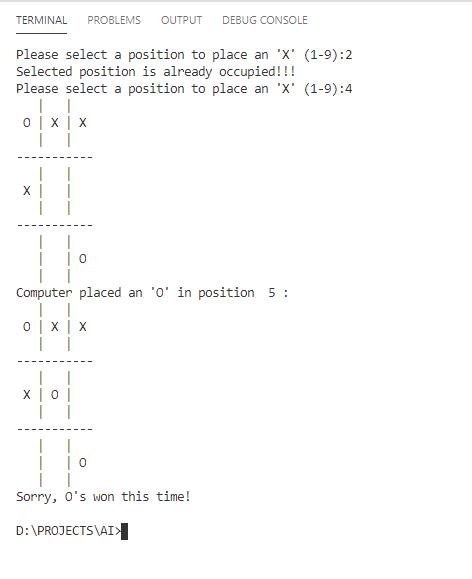 TERMINAL PROBLEMS OUTPUT DEBUG CONSOLE
Please select a position to place an 'X' (1-9):2
Selected position is already occupied!!!
Please select a position to place an 'X' (1-9):4
   |  |
 O | X | X
   |  |
-----------
   |  |
 X |  |
   |  |
-----------
   |  |
   |  | O
   |  |
Computer placed an 'O' in position  5 :
   |  |
 O | X | X
   |  |
-----------
   |  |
 X | O |
   |  |
-----------
   |  |
   |  | O
   |  |
Sorry, O's won this time!
D:\PROJECTS\AI>